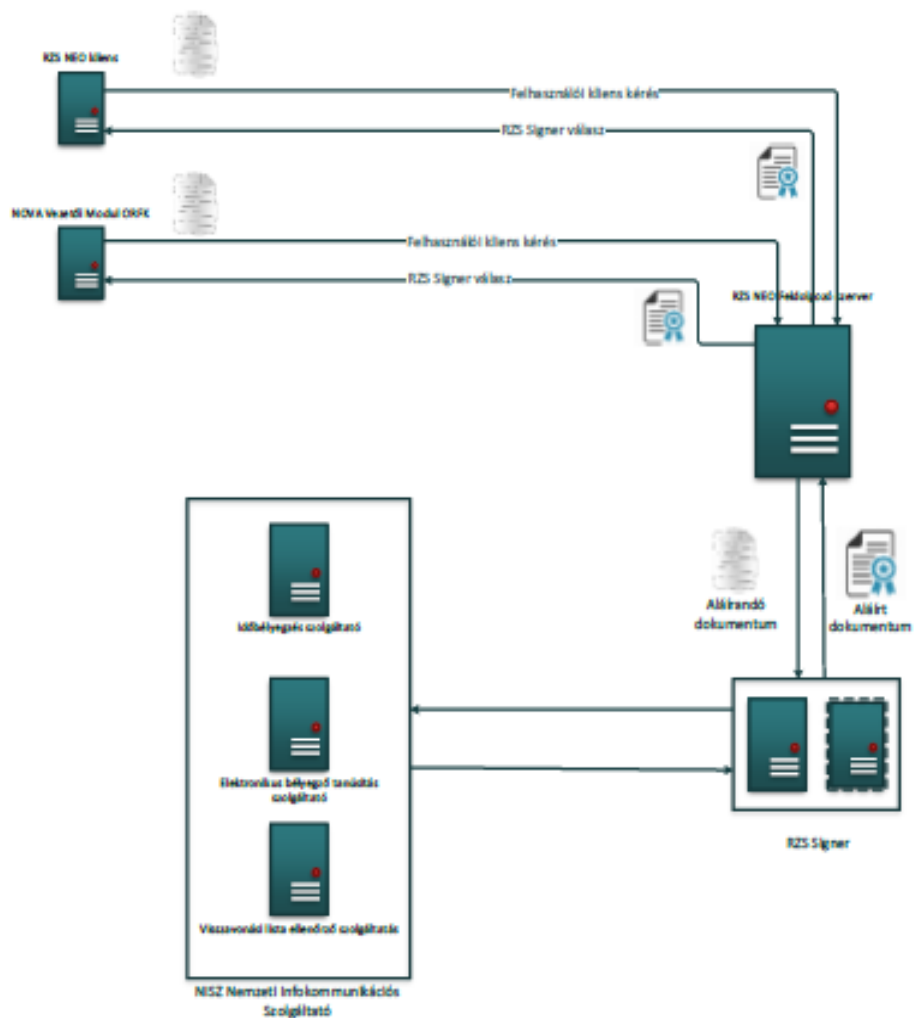 RZS NEO kliens
Felhasználói kliens kérés
RZS Signer válasz
NOVA Vezetői Modul ORFK
Felhasználói kliens kérés
RZS Signer válasz
RZS NEO Feldolgozó szerver
Időbélyegzés szolgáltató
Aláírandó
dokumentum
Aláírt
dokumentum
Elektronikus bélyegző tanúsítás
szolgáltató
RZS Signer
Visszavonási lista ellenőrző szolgáltatás
NISZ Nemzeti Infokommunikációs
Szolgáltató